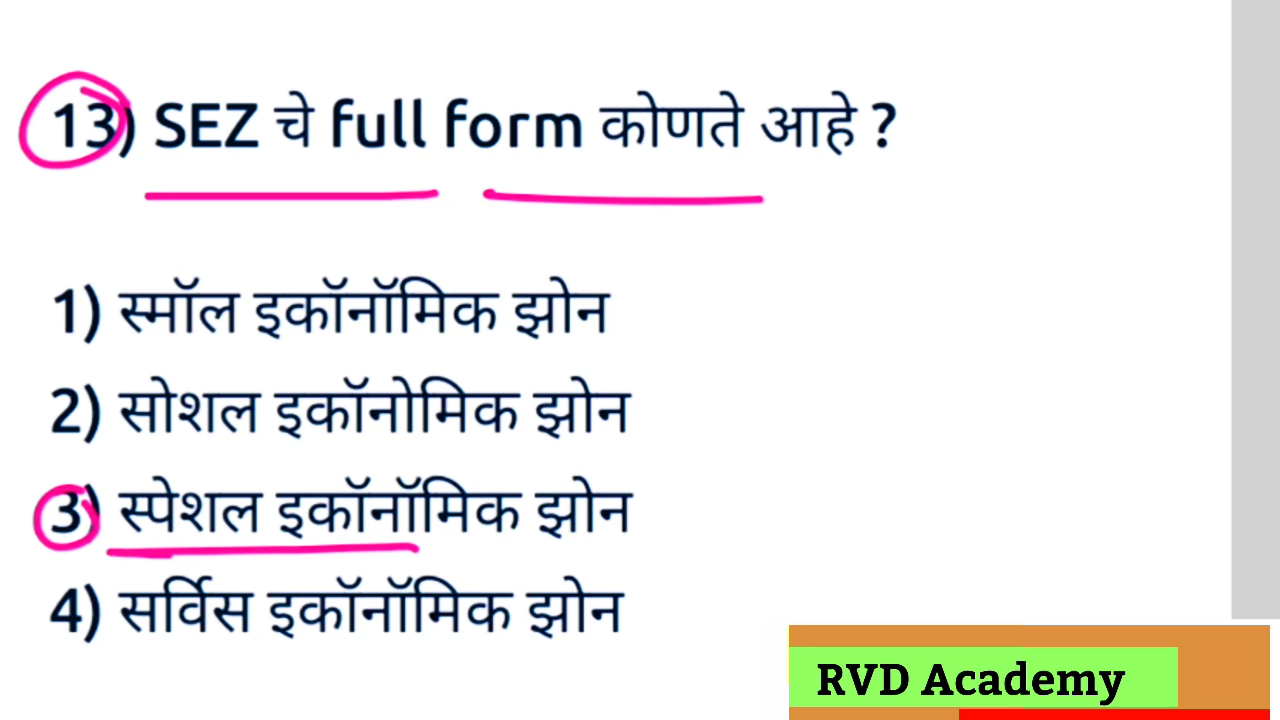 13) SEZ चे full form कोणते आहे ?
1) स्मॉल इकॉनॉमिक झोन
2) सोशल इकॉनोमिक झोन
3) स्पेशल इकॉनॉमिक झोन
4) सर्विस इकॉनॉमिक झोन
RVD Academy